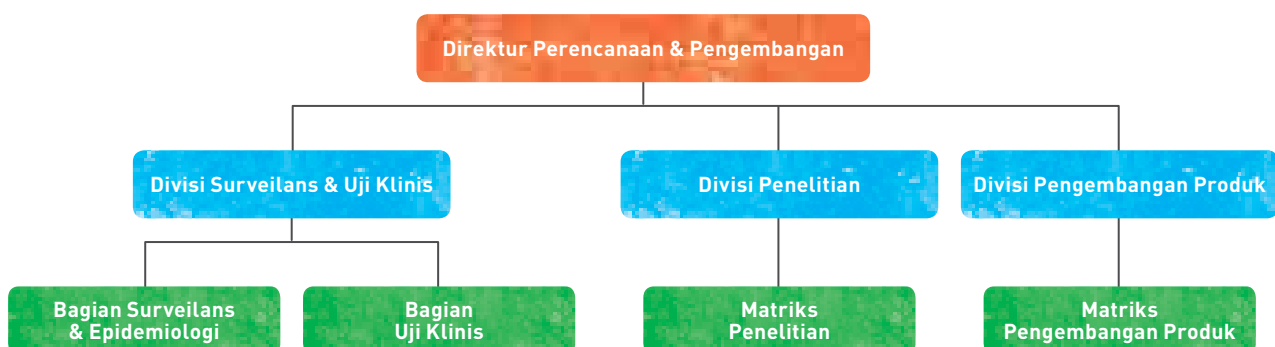 Direktur Perencanaan & Pengembangan
Divisi Surveilans & Uji Klinis
Divisi Penelitian
Divisi Pengembangan Produk
Bagian Surveilans
& Epidemiologi
Bagian
Uji Klinis
Matriks
Penelitian
Matriks
Pengembangan Produk